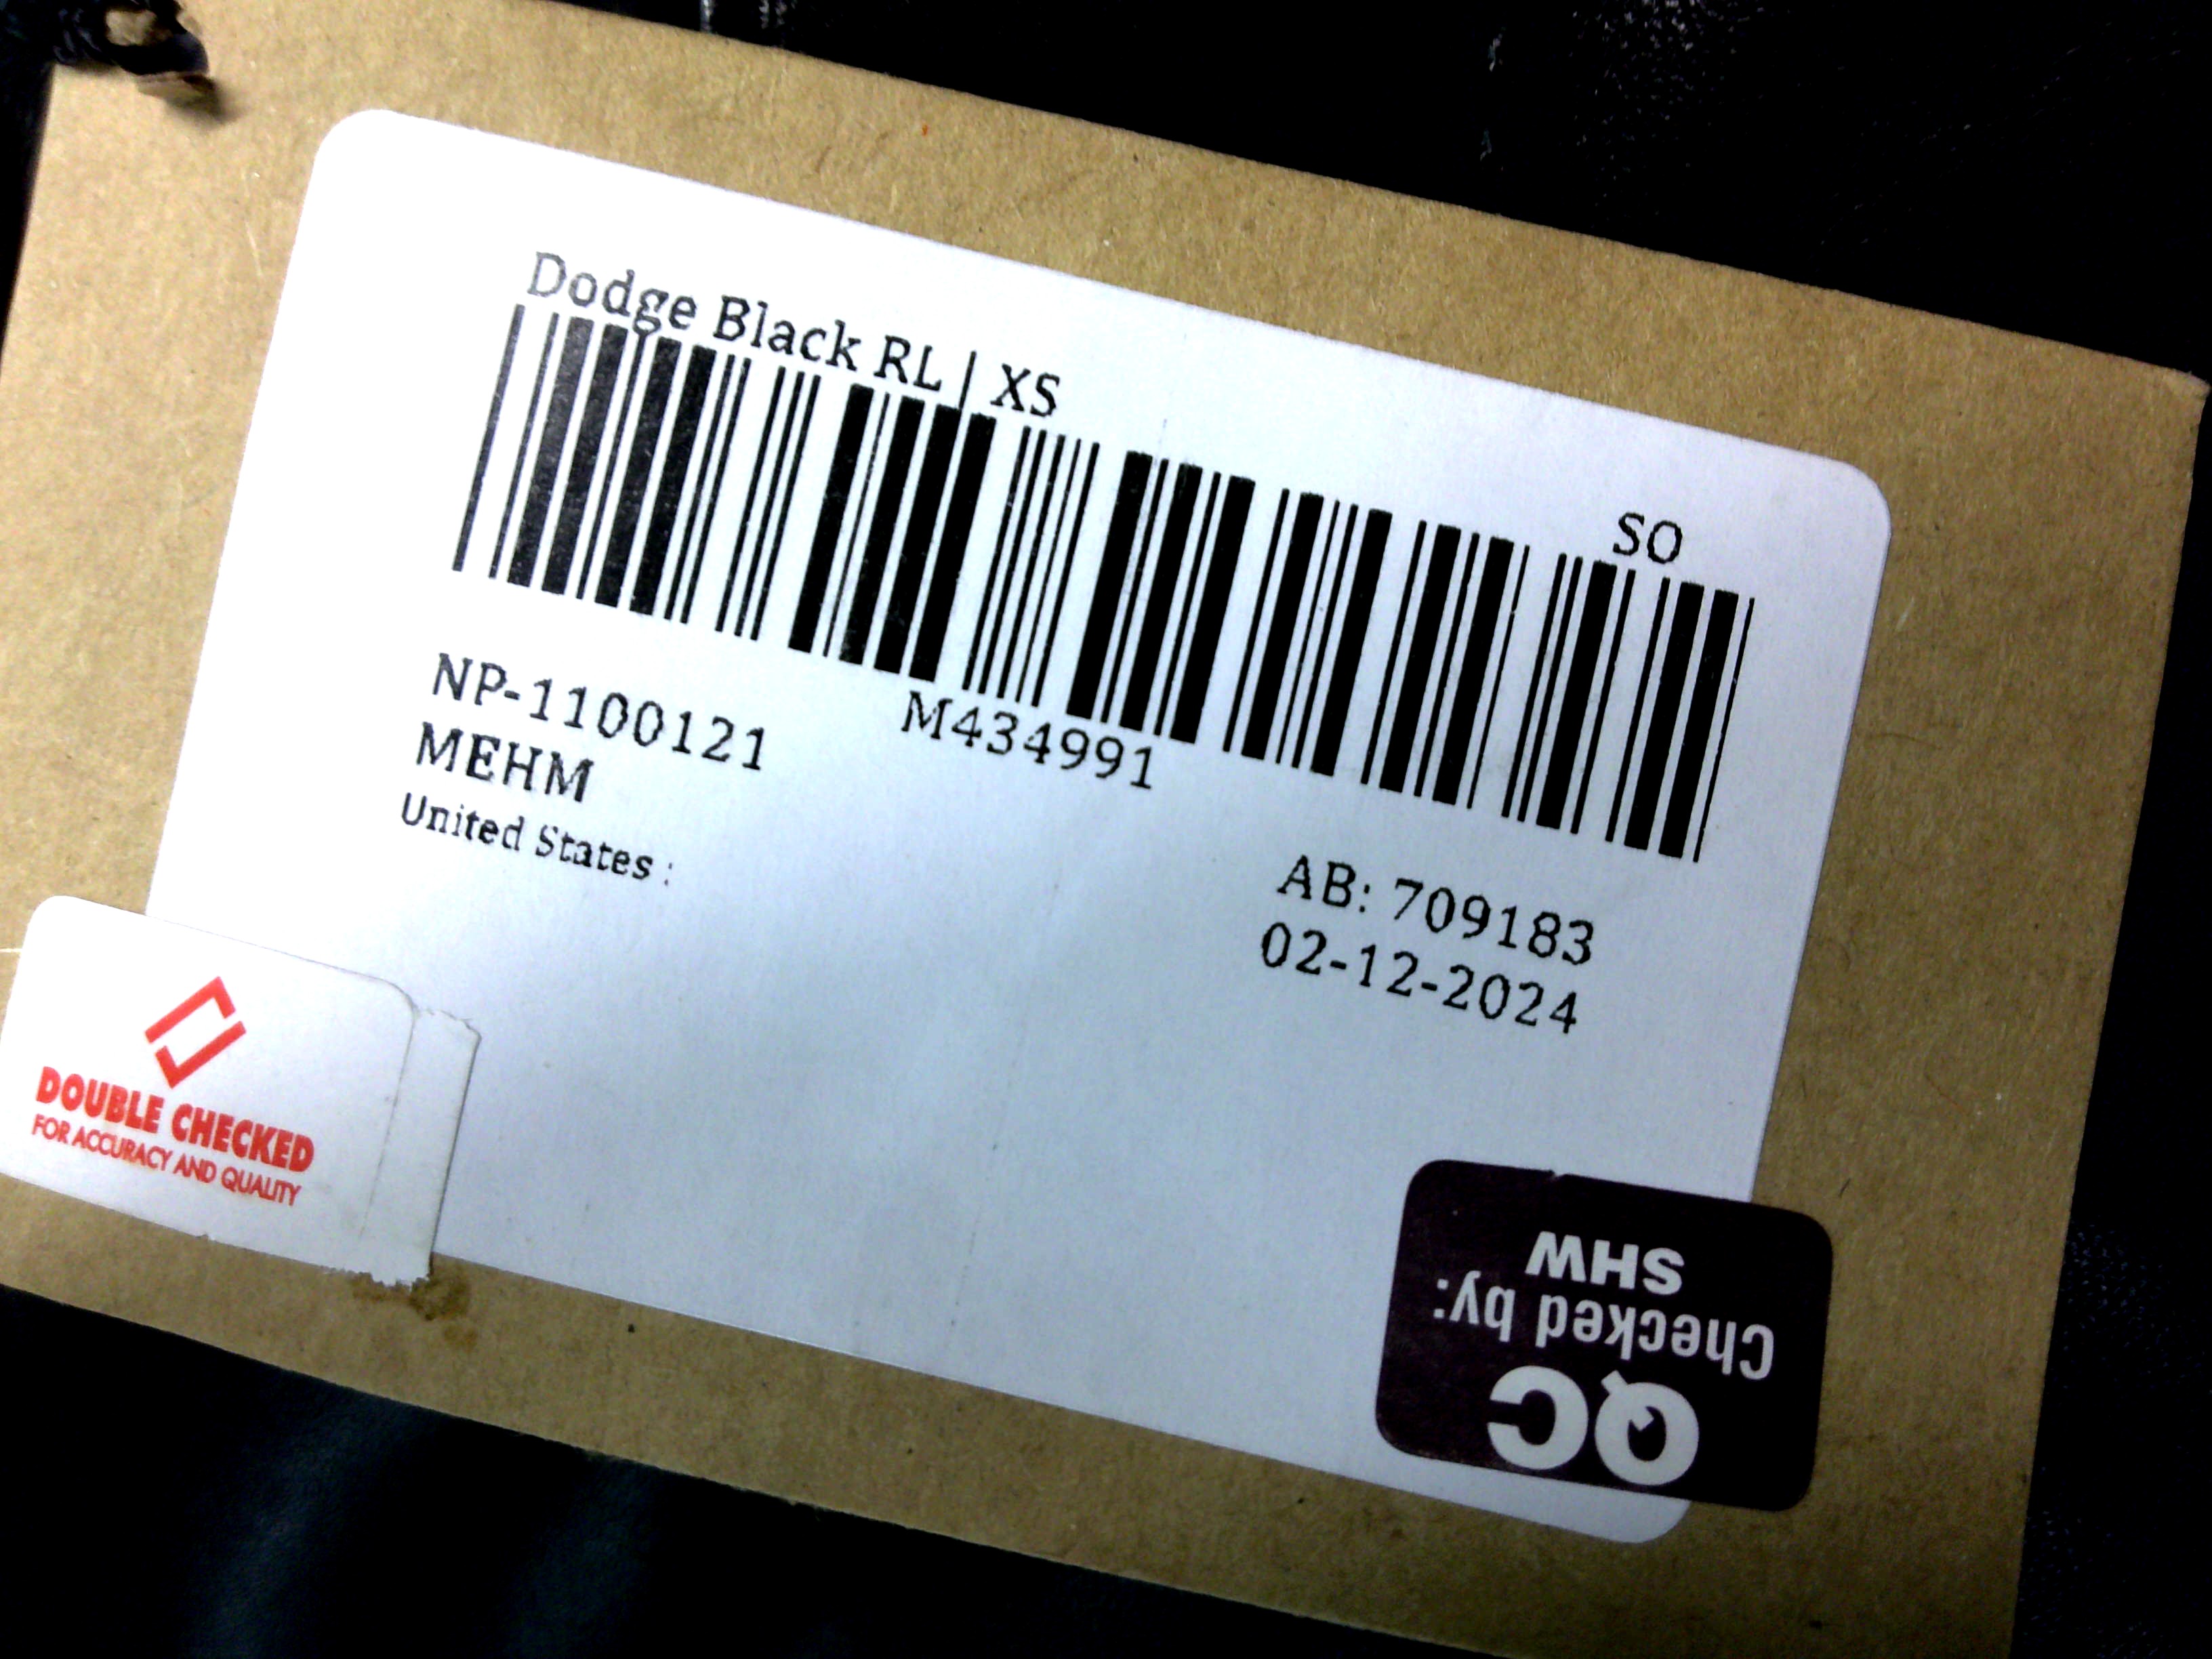 Dodge Black RL | XS
SO
M434991
NP-1100121
MEHM
United States :
AB: 709183
02-12-2024
DOUBLE CHECKED
FOR ACCURACY AND QUALITY
QC
Checked by:
SHW